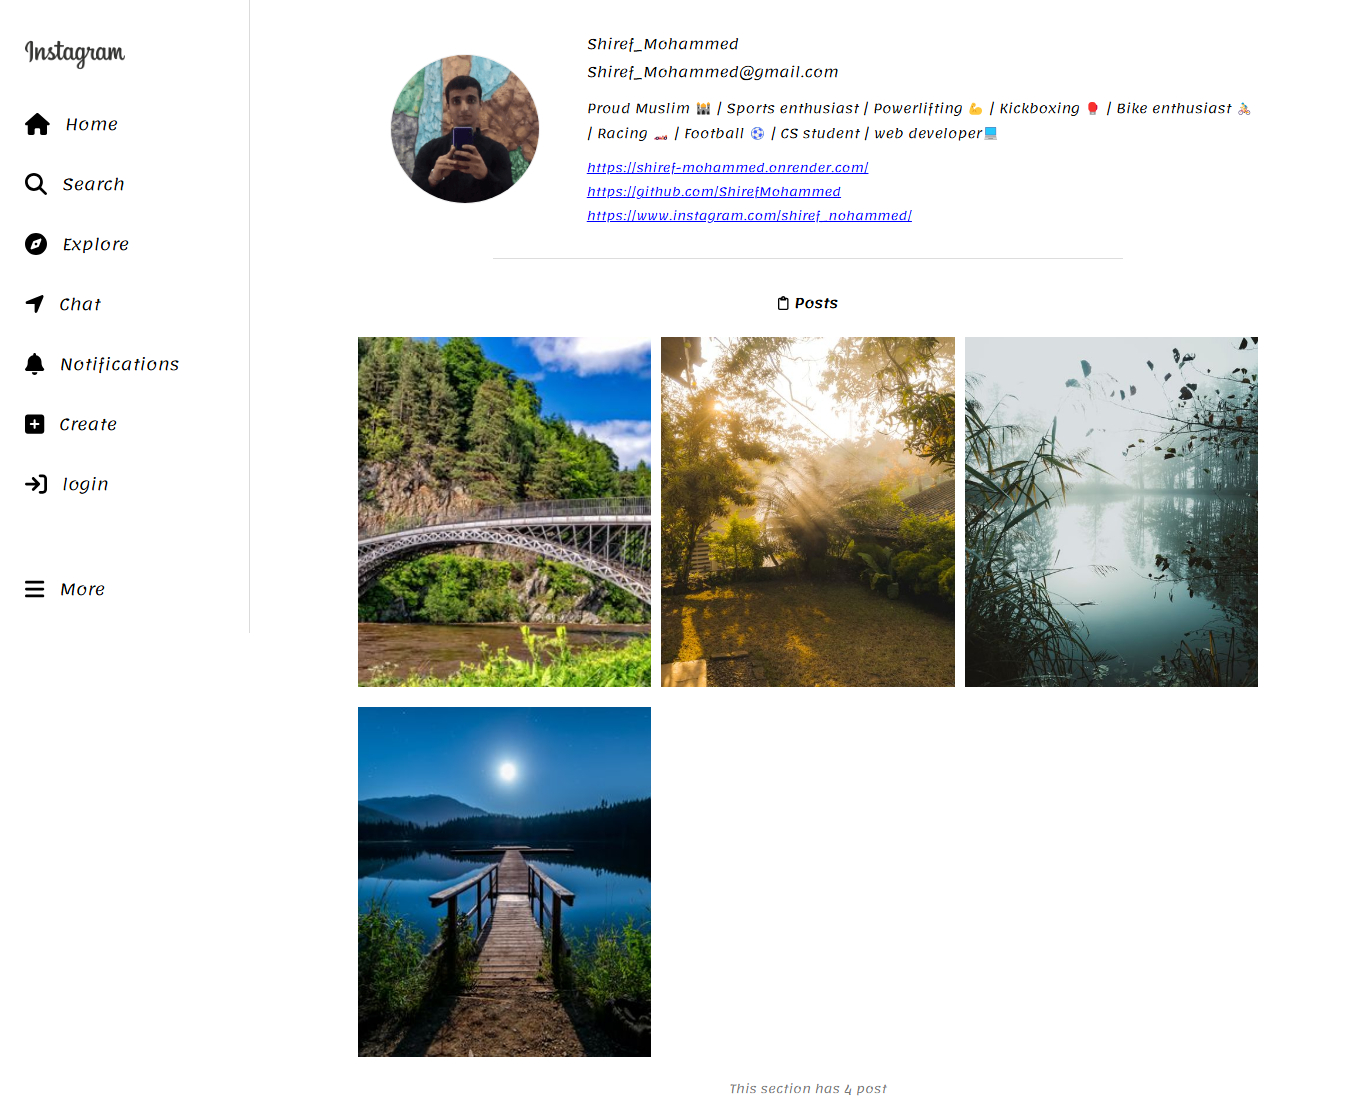 Instagram
Home
Search
Explore
Chat
Notifications
Create
login
More
Shiref_Mohammed
Shiref_Mohammed@gmail.com
Proud Muslim 🕌 | Sports enthusiast | Powerlifting 💪 | Kickboxing 🥊 | Bike enthusiast 🚴
| Racing 🏎️ | Football ⚽ | CS student | web developer💻
https://shiref-mohammed.onrender.com/
https://github.com/ShirefMohammed
https://www.instagram.com/shiref_nohammed/
Posts
This section has 4 post